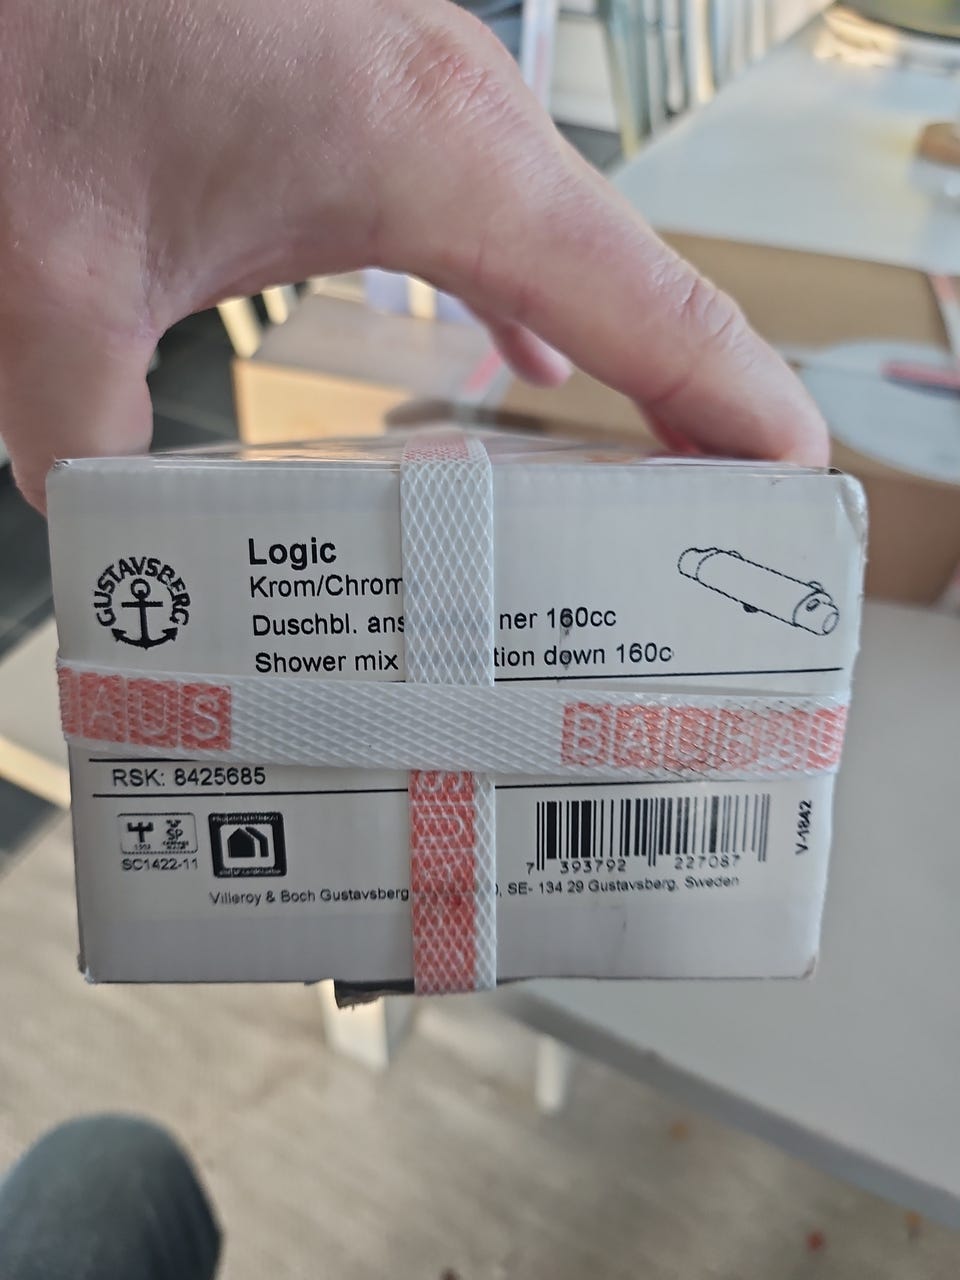 GUSTAVSBERG
Logic
Krom/Chrom
Duschbl. ans ner 160cc
Shower mix tion down 160c
AUS BAUHAU
RSK: 8425685
SC1422-11
7 393792 227087
V-1842
Villeroy & Boch Gustavsberg , SE- 134 29 Gustavsberg. Sweden